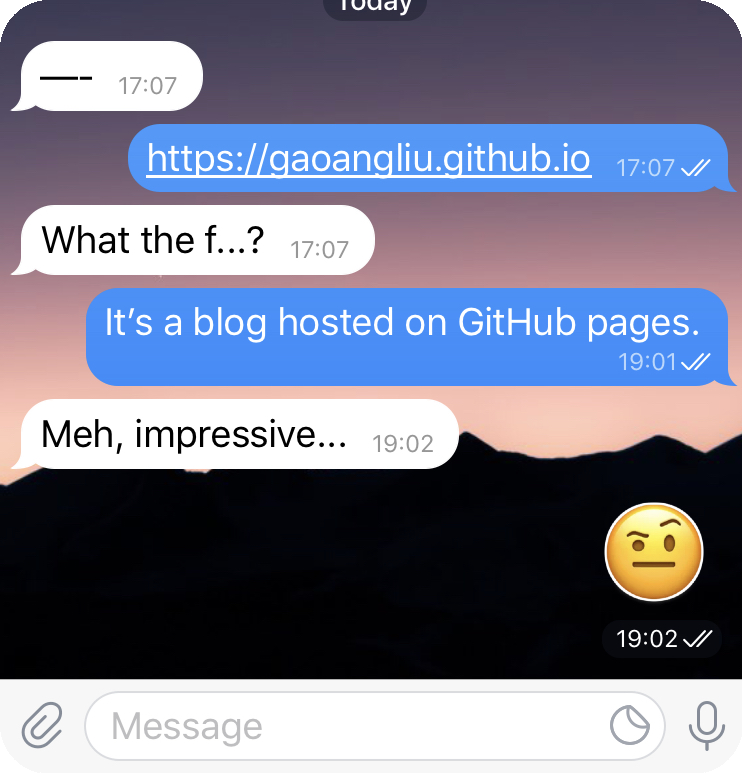 Today
—-
17:07
https://gaoangliu.github.io
17:07
What the f...?
17:07
It’s a blog hosted on GitHub pages.
19:01
Meh, impressive...
19:02
19:02
Message